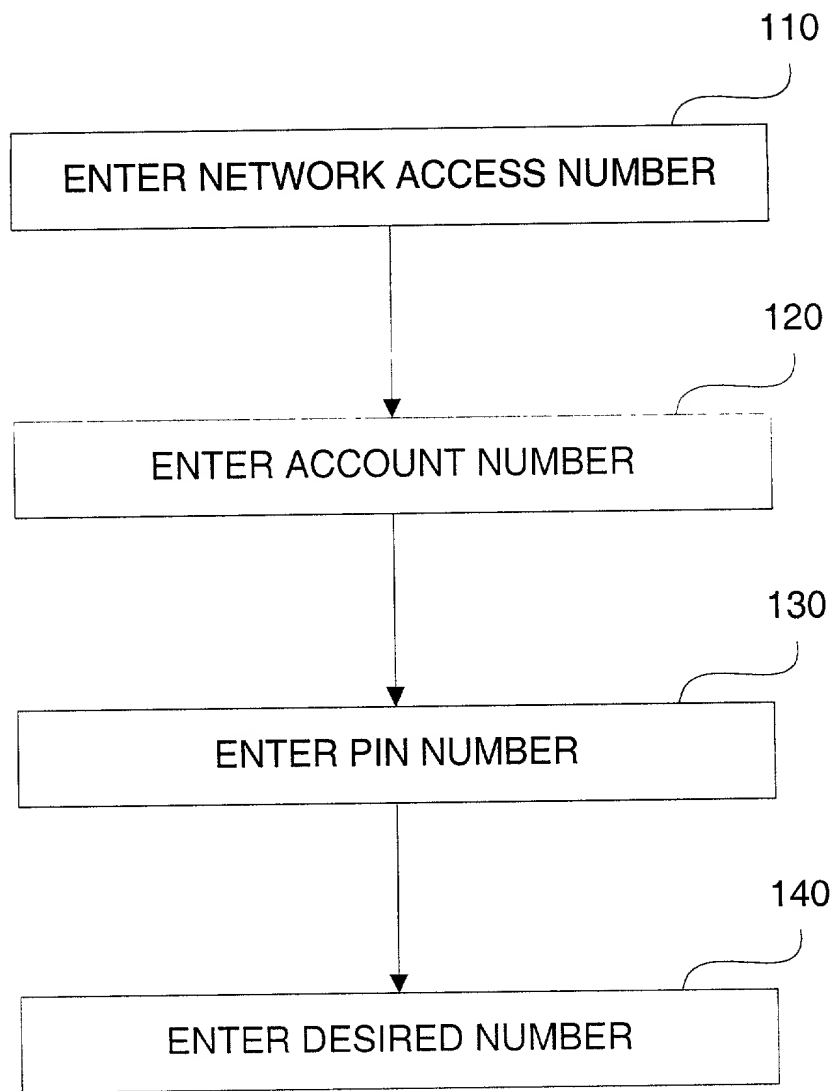 110
ENTER NETWORK ACCESS NUMBER
120
ENTER ACCOUNT NUMBER
130
ENTER PIN NUMBER
140
ENTER DESIRED NUMBER